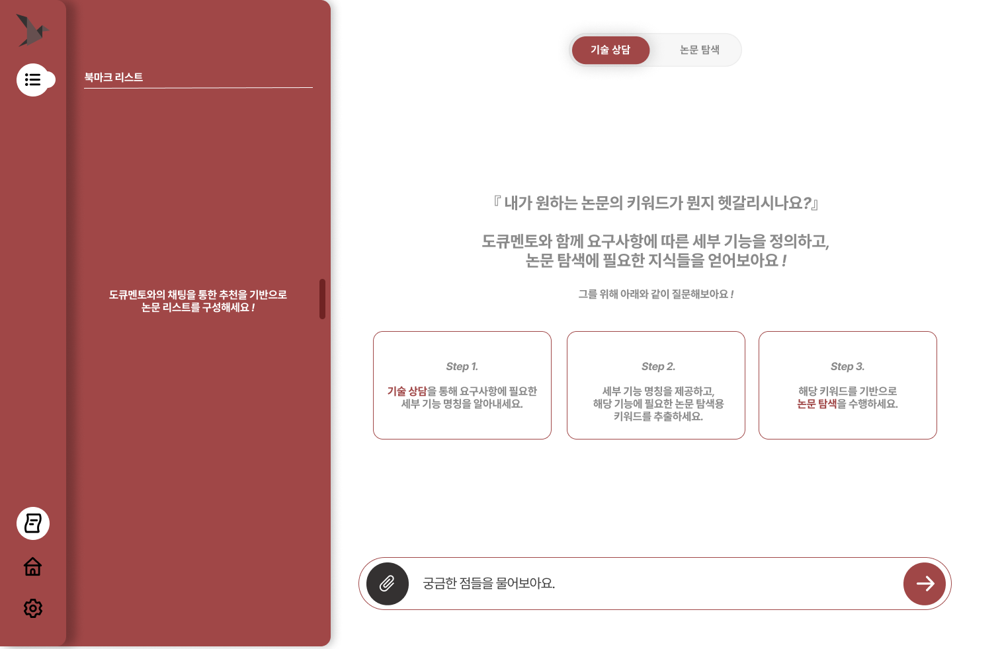 기술 상담
논문 탐색
북마크 리스트
도큐멘토와의 채팅을 통한 추천을 기반으로
논문 리스트를 구성해세요 !
『 내가 원하는 논문의 키워드가 뭔지 헷갈리시나요?』
도큐멘토와 함께 요구사항에 따른 세부 기능을 정의하고,
논문 탐색에 필요한 지식들을 얻어보아요 !
그를 위해 아래와 같이 질문해보아요 !
Step 1.
기술 상담을 통해 요구사항에 필요한
세부 기능 명칭을 알아내세요.
Step 2.
세부 기능 명칭을 제공하고,
해당 기능에 필요한 논문 탐색용
키워드를 추출하세요.
Step 3.
해당 키워드를 기반으로
논문 탐색을 수행하세요.
궁금한 점들을 물어보아요.